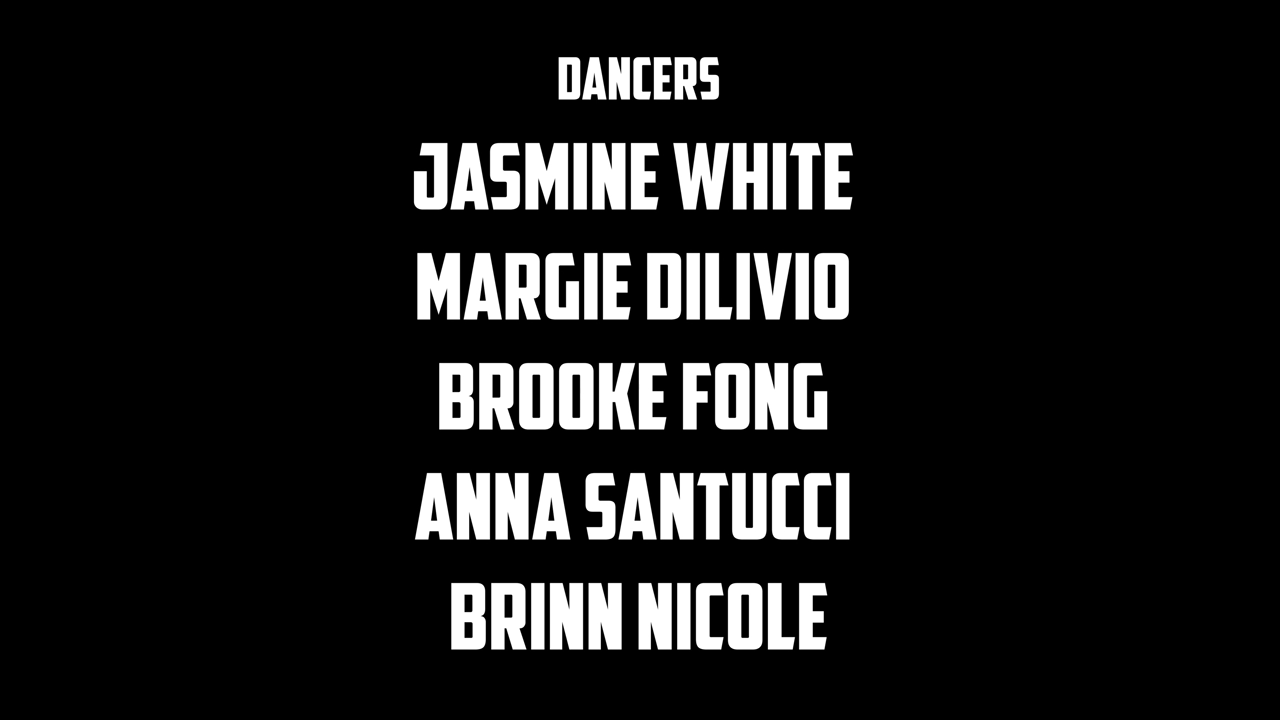 DANCERS
JASMINE WHITE
MARGIE DILIVIO
BROOKE FONG
ANNA SANTUCCI
BRINN NICOLE